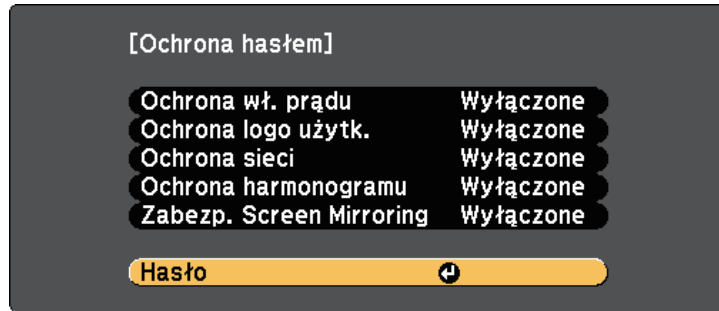 [Ochrona hasłem]
Ochrona wł. prądu Wyłączone
Ochrona logo użytk. Wyłączone
Ochrona sieci Wyłączone
Ochrona harmonogramu Wyłączone
Zabezp. Screen Mirroring Wyłączone
Hasło